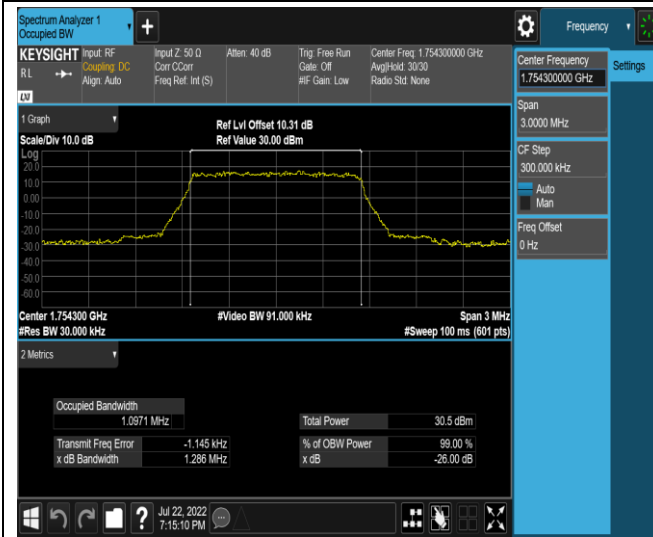 Spectrum Analyzer 1
Occupied BW
+
Frequency
KEYSIGHT
RL
Input: RF
Coupling: DC
Align: Auto
Input Z: 50 Ω
Corr CCorr
Freq Ref: Int (S)
Atten: 40 dB
Trig: Free Run
Gate: Off
#IF Gain: Low
Center Freq: 1.754300000 GHz
Avg|Hold: 30/30
Radio Std: None
Center Frequency
1.754300000 GHz
Settings
Span
3.0000 MHz
CF Step
300.000 kHz
Auto
Man
Freq Offset
0 Hz
1 Graph
Scale/Div 10.0 dB
Ref Lvl Offset 10.31 dB
Ref Value 30.00 dBm
Log
20.0
10.0
0.00
-10.0
-20.0
-30.0
-40.0
-50.0
-60.0
Center 1.754300 GHz
#Res BW 30.000 kHz
#Video BW 91.000 kHz
Span 3 MHz
#Sweep 100 ms (601 pts)
2 Metrics
Occupied Bandwidth
1.0971 MHz
Total Power 30.5 dBm
Transmit Freq Error -1.145 kHz
% of OBW Power 99.00 %
x dB Bandwidth 1.286 MHz
x dB -26.00 dB
?
Jul 22, 2022
7:15:10 PM